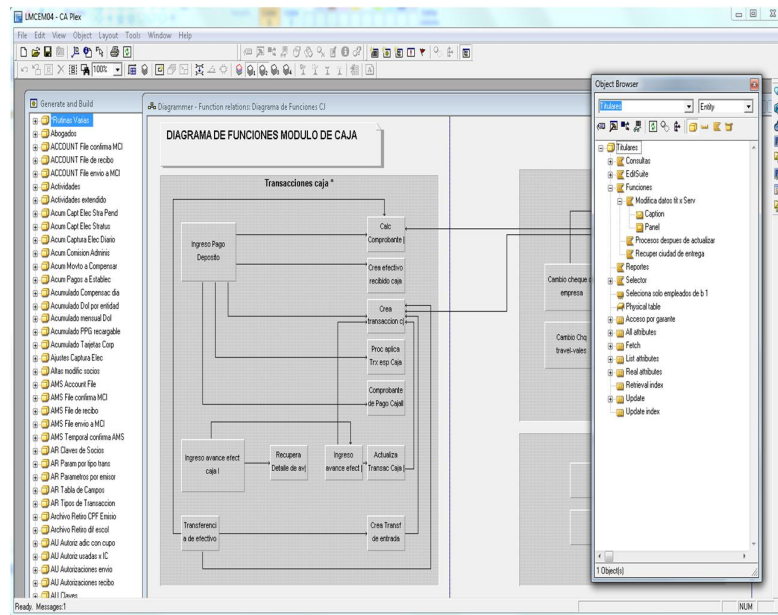 LMCEM04 - CA Plex
File Edit View Object Layout Tools Window Help
100%
Generate and Build
*Rutinas Varias
Abogados
ACCOUNT File confirma MCI
ACCOUNT File de recibo
ACCOUNT File envio a MCI
Actividades
Actividades extendido
Acum Capt Elec Stra Pend
Acum Capt Elec Stratus
Acum Captura Elec Diario
Acum Comision Adminis
Acum Movto a Compensar
Acum Pagos a Establec
Acumulado Compensac dia
Acumulado Dol por entidad
Acumulado mensual Dol
Acumulado PPG recargable
Acumulado Tarjetas Corp
Ajustes Captura Elec
Altas modific socios
AMS Account File
AMS File confirma MCI
AMS File de recibo
AMS File envio a MCI
AMS Temporal confirma AMS
AR Claves de Socios
AR Param por tipo trans
AR Parametros por emisor
AR Tabla de Campos
AR Tipos de Transaccion
Archivo Retiro CPF Emisio
Archivo Retiro dif escol
AU Autoriz adic con cupo
AU Autoriz usadas x IC
AU Autorizaciones envio
AU Autorizaciones recibo
AU Claves
Diagrammer - Function relations: Diagrama de Funciones CJ
DIAGRAMA DE FUNCIONES MODULO DE CAJA
Transacciones caja *
Ingreso Pago
Deposito
Calc
Comprobante |
Crea efectivo
recibido caja
Crea
transaccion c|
Proc aplica
Trx esp Caja
Comprobante
de Pago Caja||
Ingreso avance efect
caja I
Recupera
Detalle de av|
Ingreso
avance efect |
Actualiza
Transac Caja |
Transferenci
a de efectivo
Crea Transf
de entrada
Cambio cheque c
empresa
Cambio Chq
travel-vales
Object Browser
Titulares
Entity
Titulares
Consultas
EditSuite
Funciones
Modifica datos tit x Serv
Caption
Panel
Procesos despues de actualizar
Recuper ciudad de entrega
Reportes
Selector
Seleciona solo empleados de b 1
Physical table
Acceso por garante
All attributes
Fetch
List attributes
Real attributes
Retrieval index
Update
Update index
1 Object(s)
Ready. Messages:1
NUM